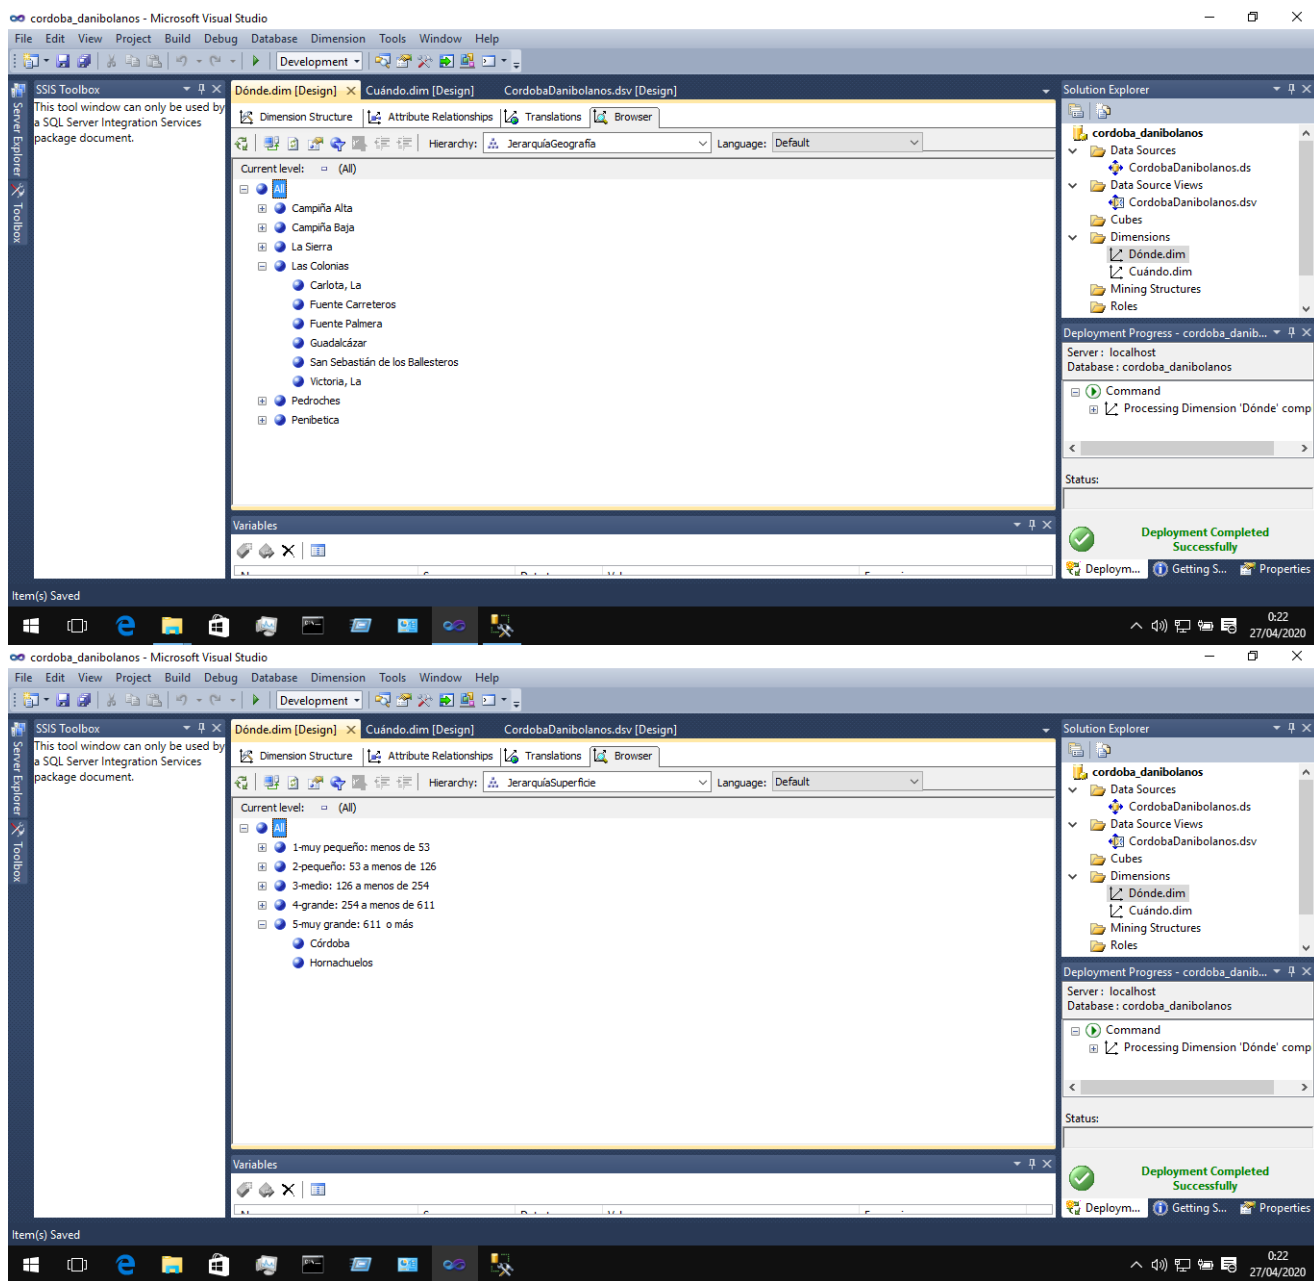 cordoba_danibolanos - Microsoft Visual Studio
File Edit View Project Build Debug Database Dimension Tools Window Help
Development
SSIS Toolbox
This tool window can only be used by
a SQL Server Integration Services
package document.
Server Explorer
Toolbox
Dónde.dim [Design] Cuándo.dim [Design] CordobaDanibolanos.dsv [Design]
Dimension Structure Attribute Relationships Translations Browser
Hierarchy: JerarquíaGeografía Language: Default
Current level: (All)
All
Campiña Alta
Campiña Baja
La Sierra
Las Colonias
Carlota, La
Fuente Carreteros
Fuente Palmera
Guadalcázar
San Sebastián de los Ballesteros
Victoria, La
Pedroches
Penibetica
Variables
Solution Explorer
cordoba_danibolanos
Data Sources
CordobaDanibolanos.ds
Data Source Views
CordobaDanibolanos.dsv
Cubes
Dimensions
Dónde.dim
Cuándo.dim
Mining Structures
Roles
Deployment Progress - cordoba_danib...
Server : localhost
Database : cordoba_danibolanos
Command
Processing Dimension 'Dónde' comp
Status:
Deployment Completed
Successfully
Deploym... Getting S... Properties
Item(s) Saved
0:22
27/04/2020
cordoba_danibolanos - Microsoft Visual Studio
File Edit View Project Build Debug Database Dimension Tools Window Help
Development
SSIS Toolbox
This tool window can only be used by
a SQL Server Integration Services
package document.
Server Explorer
Toolbox
Dónde.dim [Design] Cuándo.dim [Design] CordobaDanibolanos.dsv [Design]
Dimension Structure Attribute Relationships Translations Browser
Hierarchy: JerarquíaSuperficie Language: Default
Current level: (All)
All
1-muy pequeño: menos de 53
2-pequeño: 53 a menos de 126
3-medio: 126 a menos de 254
4-grande: 254 a menos de 611
5-muy grande: 611 o más
Córdoba
Hornachuelos
Variables
Solution Explorer
cordoba_danibolanos
Data Sources
CordobaDanibolanos.ds
Data Source Views
CordobaDanibolanos.dsv
Cubes
Dimensions
Dónde.dim
Cuándo.dim
Mining Structures
Roles
Deployment Progress - cordoba_danib...
Server : localhost
Database : cordoba_danibolanos
Command
Processing Dimension 'Dónde' comp
Status:
Deployment Completed
Successfully
Deploym... Getting S... Properties
Item(s) Saved
0:22
27/04/2020